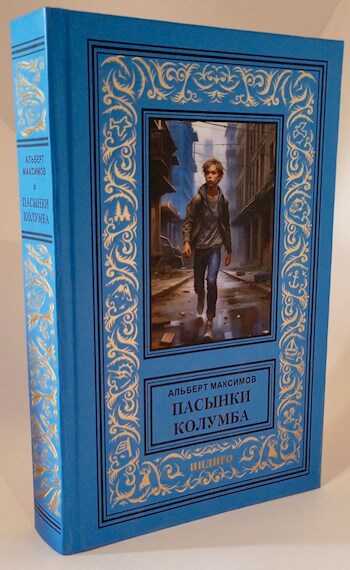 АЛЬБЕРТ
МАКСИМОВ
ПАСЫНКИ
КОЛУМБА
АЛЬБЕРТ МАКСИМОВ
ПАСЫНКИ
КОЛУМБА
ИНДИГО